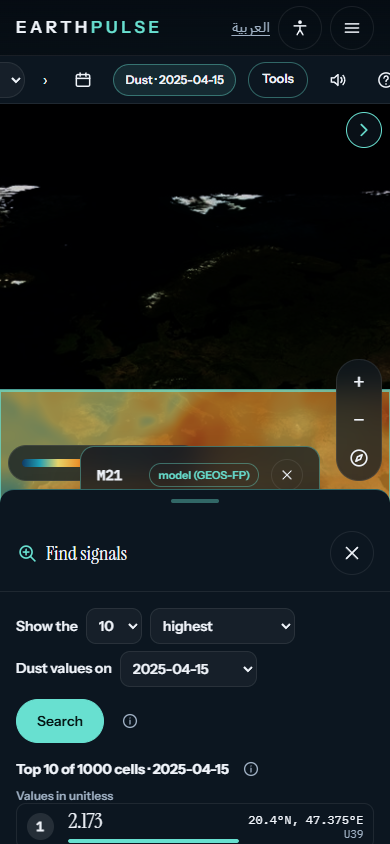 EARTHPULSE
العربية
Dust · 2025-04-15
Tools
M21
model (GEOS-FP)
Find signals
Show the 10 highest
Dust values on 2025-04-15
Search
Top 10 of 1000 cells · 2025-04-15
Values in unitless
1 2.173 20.4°N, 47.375°E
U39